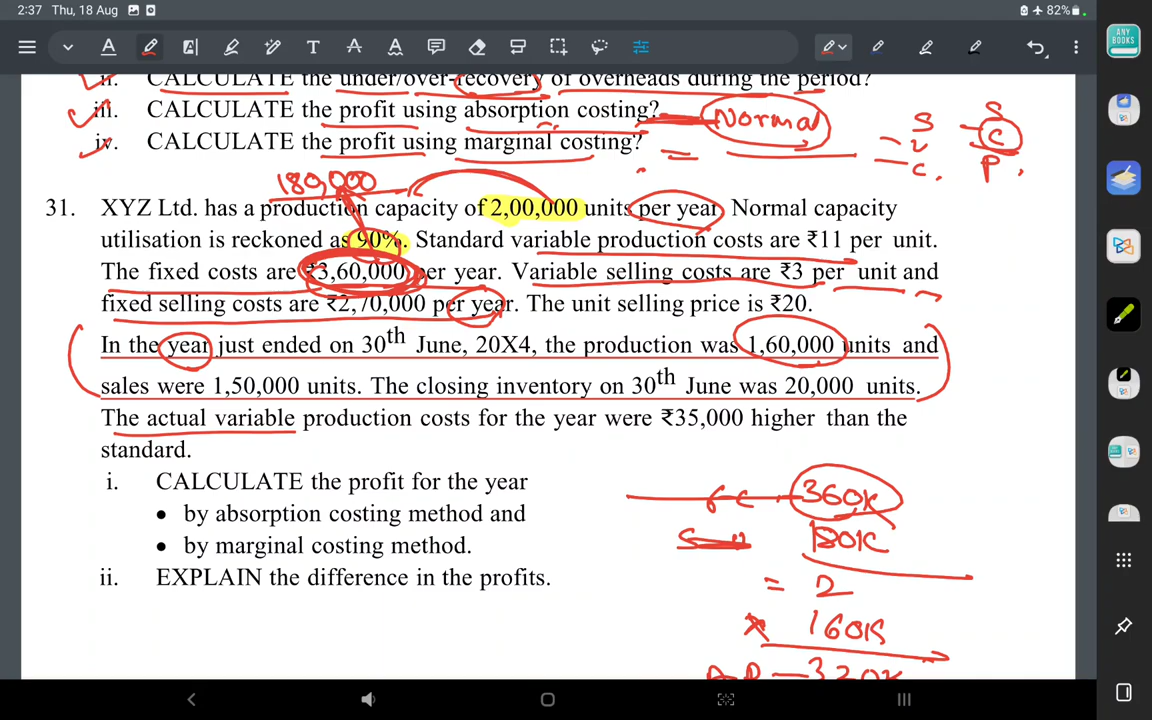 2:37 Thu, 18 Aug
82%
ANY BOOKS
ii. CALCULATE the under/over-recovery of overheads during the period?
iii. CALCULATE the profit using absorption costing?
Normal
S
V
C.
S
C
P.
iv. CALCULATE the profit using marginal costing?
180,000
31. XYZ Ltd. has a production capacity of 2,00,000 units per year. Normal capacity
utilisation is reckoned as 90%. Standard variable production costs are ₹11 per unit.
The fixed costs are ₹3,60,000 per year. Variable selling costs are ₹3 per unit and
fixed selling costs are ₹2,70,000 per year. The unit selling price is ₹20.
In the year just ended on 30th June, 20X4, the production was 1,60,000 units and
sales were 1,50,000 units. The closing inventory on 30th June was 20,000 units.
The actual variable production costs for the year were ₹35,000 higher than the
standard.
i. CALCULATE the profit for the year
• by absorption costing method and
• by marginal costing method.
ii. EXPLAIN the difference in the profits.
360K
180K
= 2
× 160K
320K